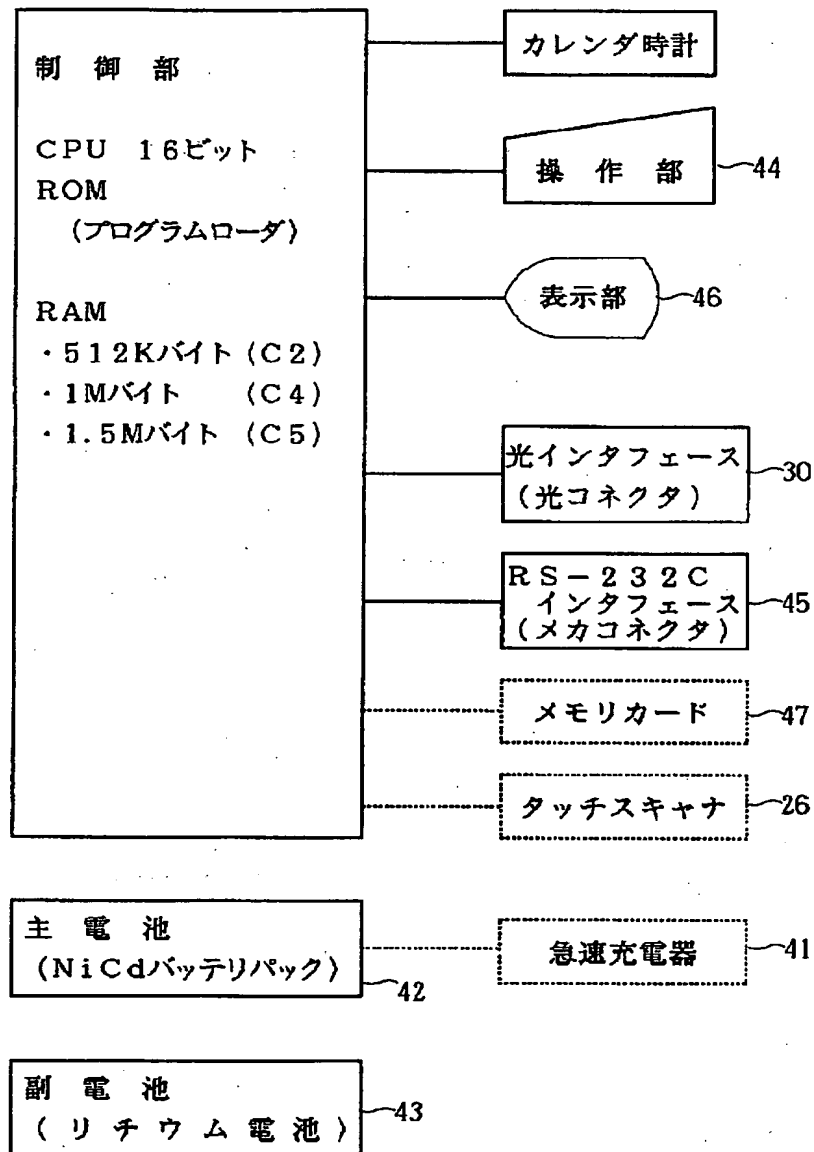 制御部
CPU 16ビット
ROM
(プログラムローダ)
RAM
・512Kバイト (C2)
・1Mバイト (C4)
・1.5Mバイト (C5)
カレンダ時計
操作部
44
表示部
46
光インタフェース
(光コネクタ)
30
RS-232C
インタフェース
(メカコネクタ)
45
メモリカード
47
タッチスキャナ
26
主電池
(NiCdバッテリパック)
42
急速充電器
41
副電池
(リチウム電池)
43